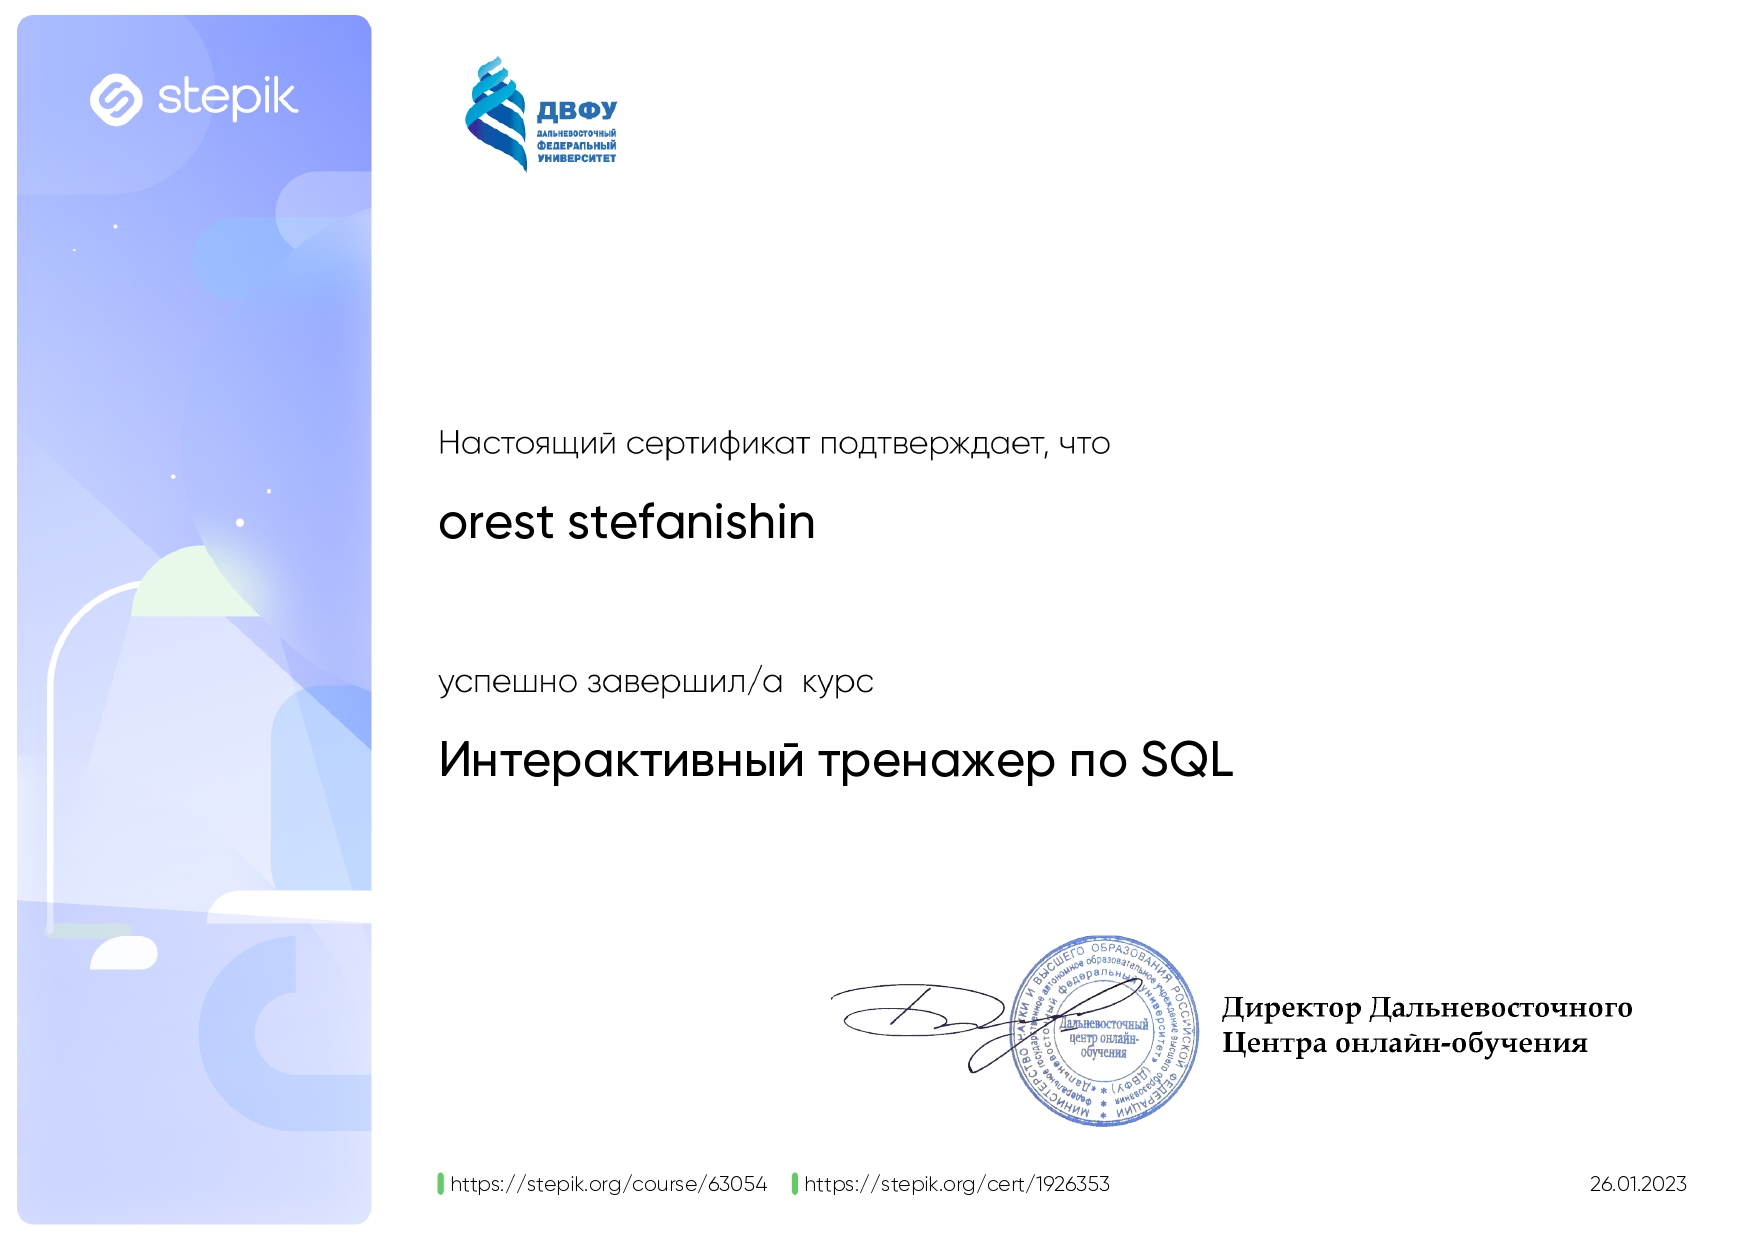 stepik
ДВФУ
ДАЛЬНЕВОСТОЧНЫЙ
ФЕДЕРАЛЬНЫЙ
УНИВЕРСИТЕТ
Настоящий сертификат подтверждает, что
orest stefanishin
успешно завершил/а курс
Интерактивный тренажер по SQL
МИНИСТЕРСТВО НАУКИ И ВЫСШЕГО ОБРАЗОВАНИЯ РОССИЙСКОЙ ФЕДЕРАЦИИ
федеральное государственное автономное образовательное учреждение высшего образования
«Дальневосточный федеральный университет» (ДВФУ)
Дальневосточный
центр онлайн-
обучения
Директор Дальневосточного
Центра онлайн-обучения
https://stepik.org/course/63054 https://stepik.org/cert/1926353 26.01.2023